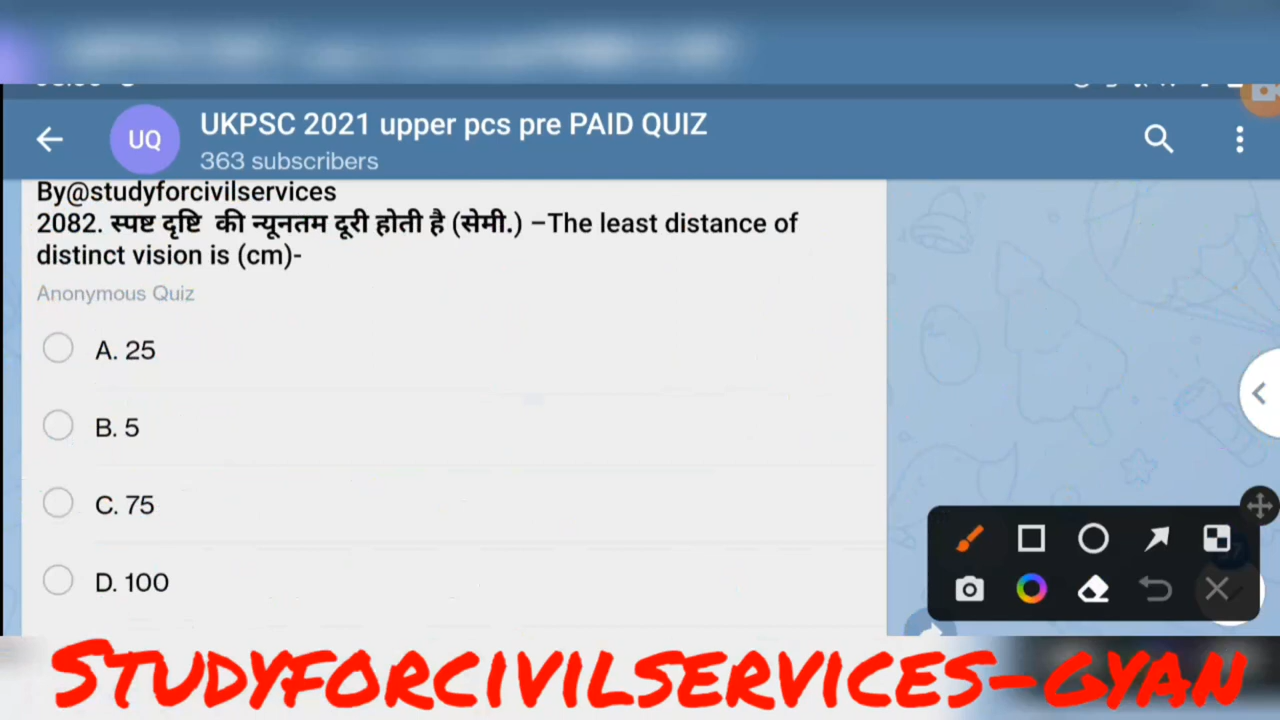 UKPSC 2021 upper pcs pre PAID QUIZ
UQ
363 subscribers
By@studyforcivilservices
2082. स्पष्ट दृष्टि की न्यूनतम दूरी होती है (सेमी.) –The least distance of
distinct vision is (cm)-
Anonymous Quiz
A. 25
B. 5
C. 75
D. 100
STUDYFORCIVILSERVICES-GYAN